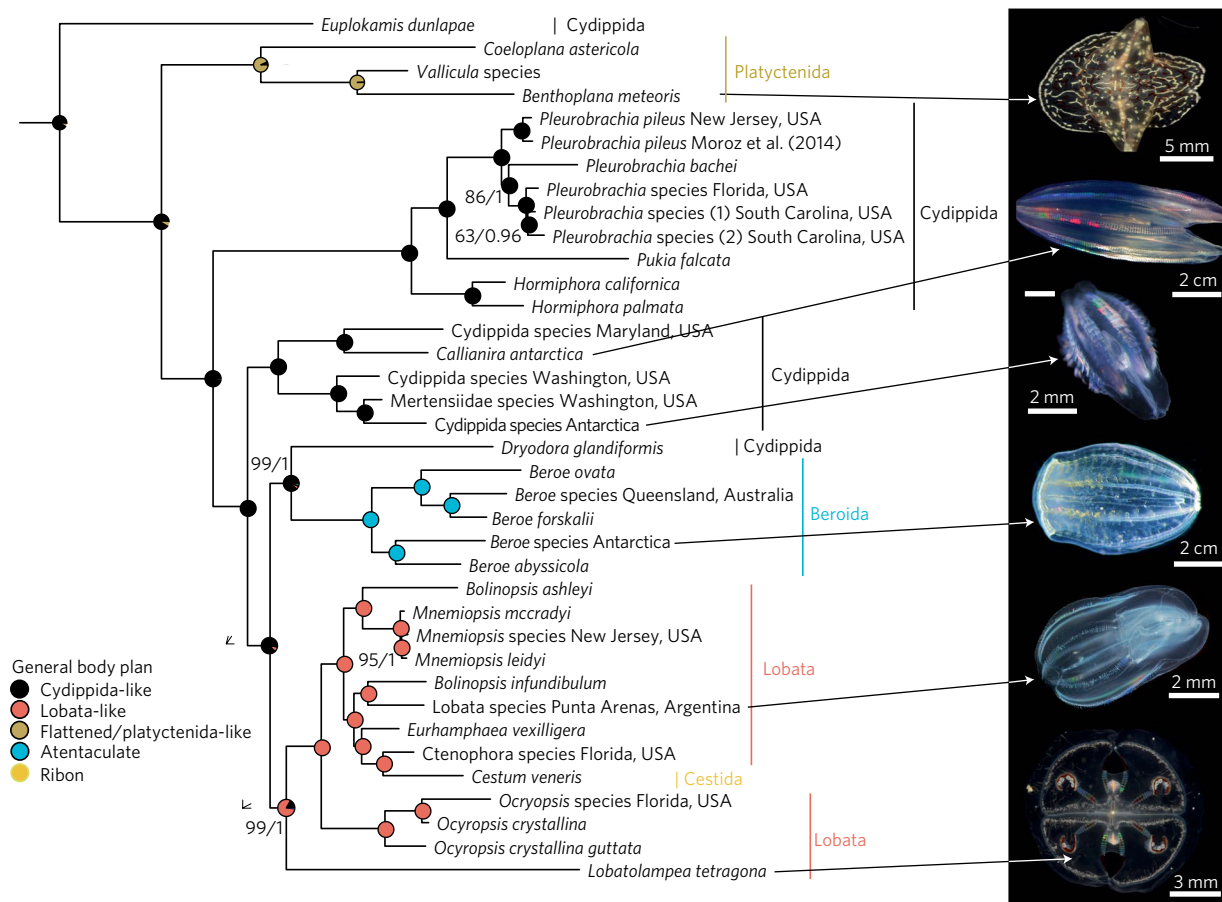 Euplokamis dunlapae
| Cydippida
Coeloplana astericola
Vallicula species
Platyctenida
Benthoplana meteoris
5 mm
Pleurobrachia pileus New Jersey, USA
Pleurobrachia pileus Moroz et al. (2014)
Pleurobrachia bachei
86/1
Pleurobrachia species Florida, USA
Pleurobrachia species (1) South Carolina, USA
Cydippida
63/0.96
Pleurobrachia species (2) South Carolina, USA
Pukia falcata
Hormiphora californica
2 cm
Hormiphora palmata
Cydippida species Maryland, USA
Callianira antarctica
Cydippida species Washington, USA
Cydippida
Mertensiidae species Washington, USA
2 mm
Cydippida species Antarctica
Dryodora glandiformis
| Cydippida
99/1
Beroe ovata
Beroe species Queensland, Australia
Beroida
Beroe forskalii
Beroe species Antarctica
2 cm
Beroe abyssicola
Bolinopsis ashleyi
Mnemiopsis mccradyi
Mnemiopsis species New Jersey, USA
95/1
Mnemiopsis leidyi
Lobata
Bolinopsis infundibulum
2 mm
Lobata species Punta Arenas, Argentina
Eurhamphaea vexilligera
Ctenophora species Florida, USA
Cestum veneris
| Cestida
Ocryopsis species Florida, USA
99/1
Ocyropsis crystallina
Lobata
Ocyropsis crystallina guttata
Lobatolampea tetragona
3 mm
General body plan
Cydippida-like
Lobata-like
Flattened/platyctenida-like
Atentaculate
Ribon